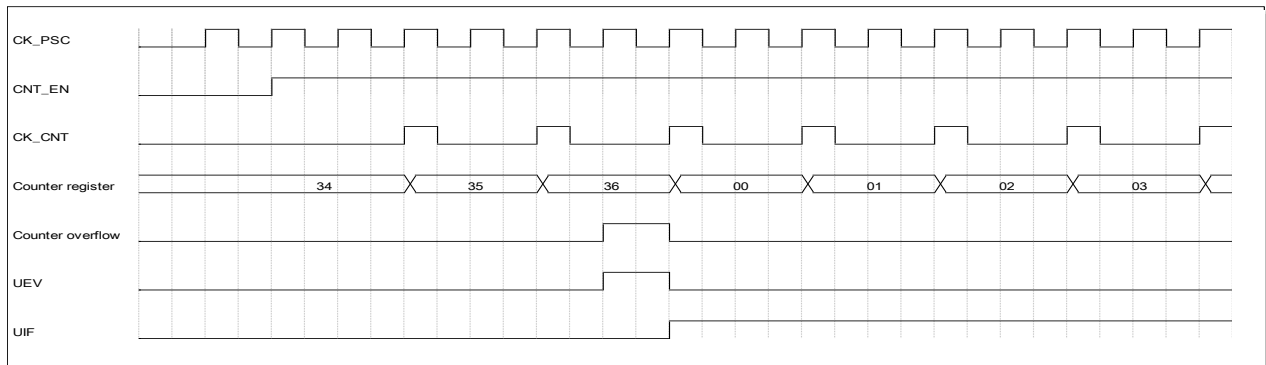 CK_PSC
CNT_EN
CK_CNT
Counter register 34 35 36 00 01 02 03
Counter overflow
UEV
UIF